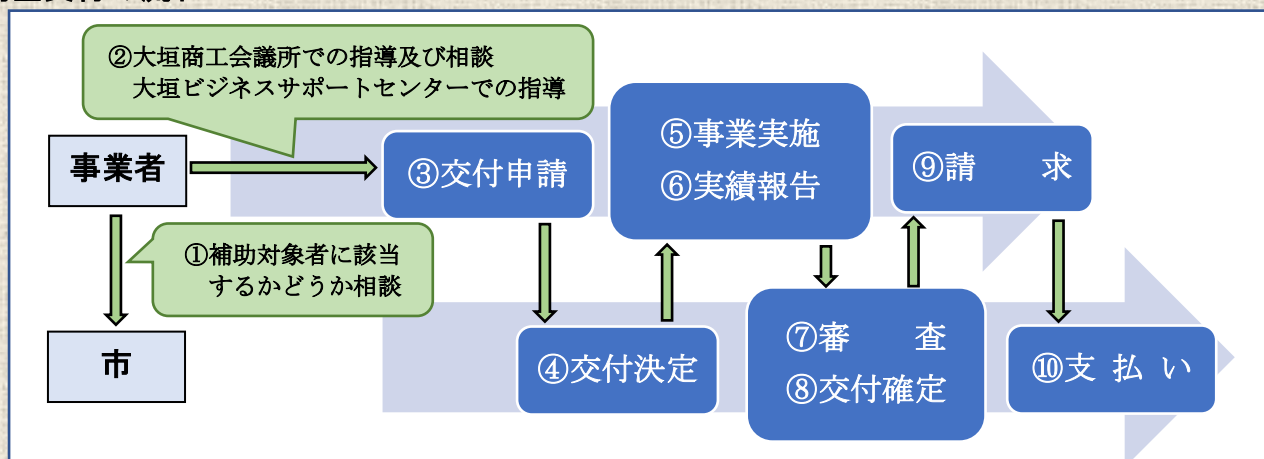 ②大垣商工会議所での指導及び相談
大垣ビジネスサポートセンターでの指導
事業者
③交付申請
⑤事業実施
⑥実績報告
⑨請　求
①補助対象者に該当
するかどうか相談
市
④交付決定
⑦審　査
⑧交付確定
⑩支 払 い